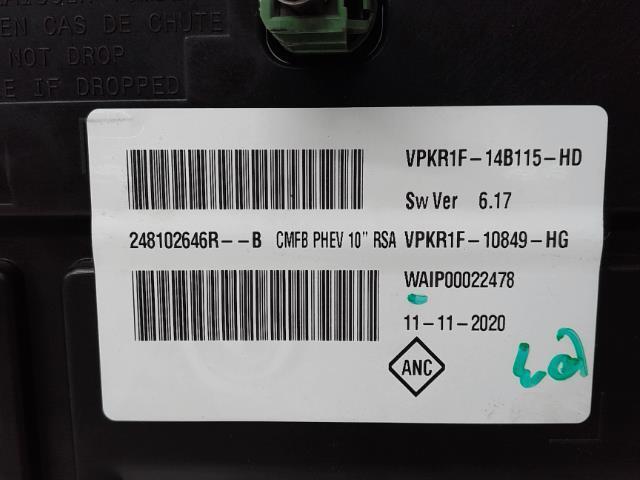 EN CAS DE CHUTE
NOT DROP
IF DROPPED
VPKR1F-14B115-HD
Sw Ver 6.17
248102646R--B CMFB PHEV 10" RSA VPKR1F-10849-HG
WAIP00022478
11-11-2020
ANC